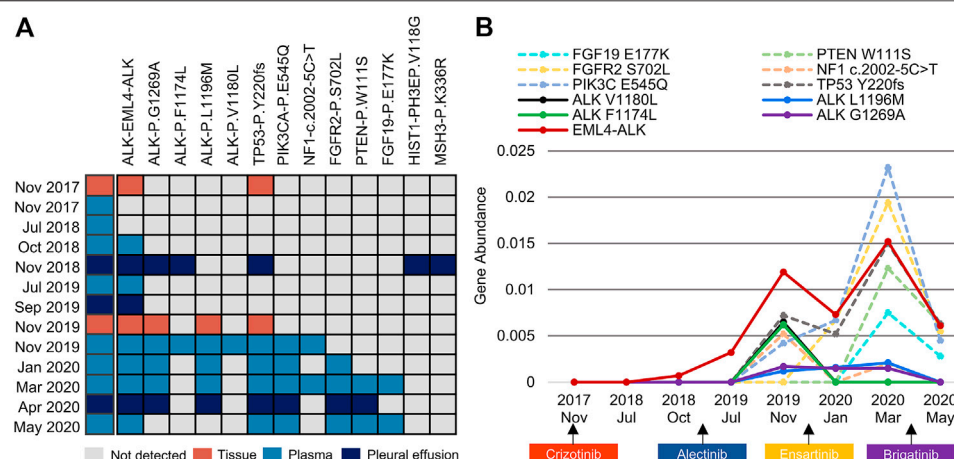 A
ALK-EML4-ALK
ALK-P.G1269A
ALK-P.F1174L
ALK-P.L1196M
ALK-P.V1180L
TP53-P.Y220fs
PIK3CA-P.E545Q
NF1-c.2002-5C>T
FGFR2-P.S702L
PTEN-P.W111S
FGF19-P.E177K
HIST1-PH3EP.V118G
MSH3-P.K336R
Nov 2017
Nov 2017
Jul 2018
Oct 2018
Nov 2018
Jul 2019
Sep 2019
Nov 2019
Nov 2019
Jan 2020
Mar 2020
Apr 2020
May 2020
Not detected Tissue Plasma Pleural effusion
B
FGF19 E177K
FGFR2 S702L
PIK3C E545Q
ALK V1180L
ALK F1174L
EML4-ALK
PTEN W111S
NF1 c.2002-5C>T
TP53 Y220fs
ALK L1196M
ALK G1269A
Gene Abundance
0.025
0.02
0.015
0.01
0.005
0
2017 2018 2018 2019 2019 2020 2020 2020
Nov Jul Oct Jul Nov Jan Mar May
Crizotinib Alectinib Ensartinib Brigatinib